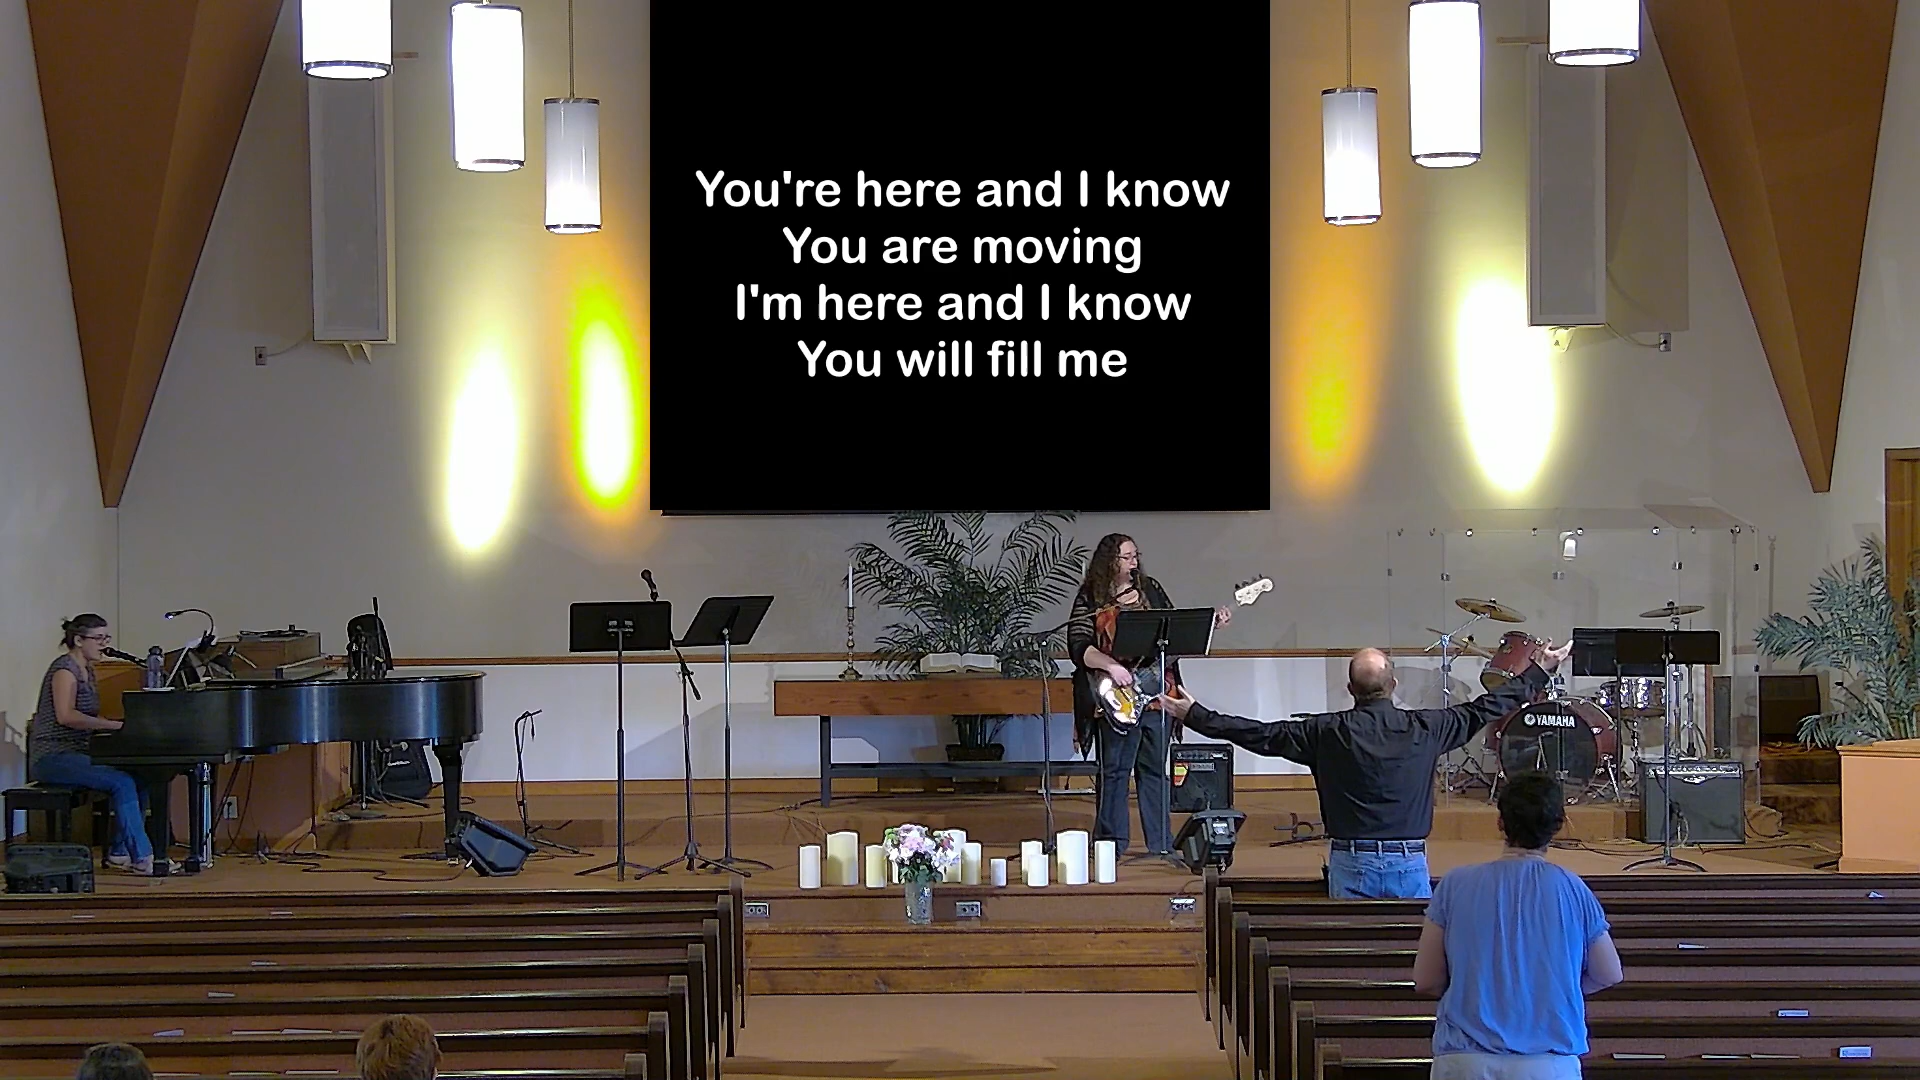 You're here and I know
You are moving
I'm here and I know
You will fill me
YAMAHA